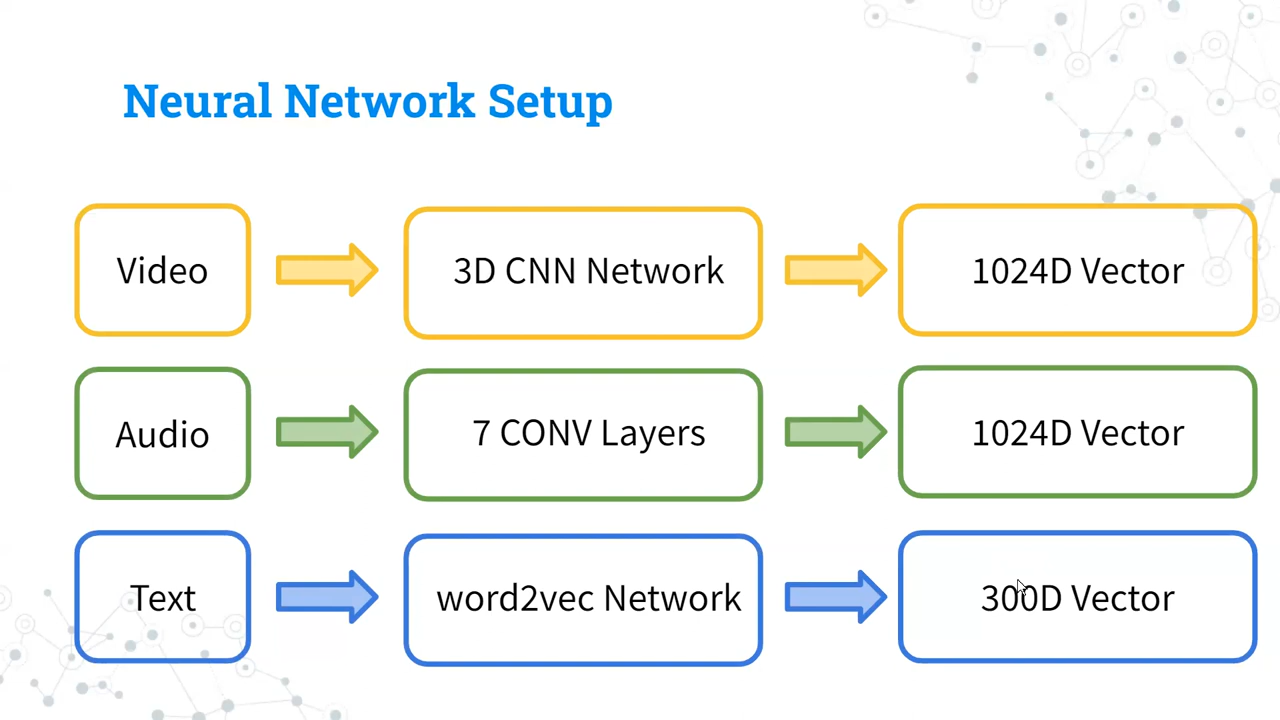 Neural Network Setup
Video
3D CNN Network
1024D Vector
Audio
7 CONV Layers
1024D Vector
Text
word2vec Network
300D Vector